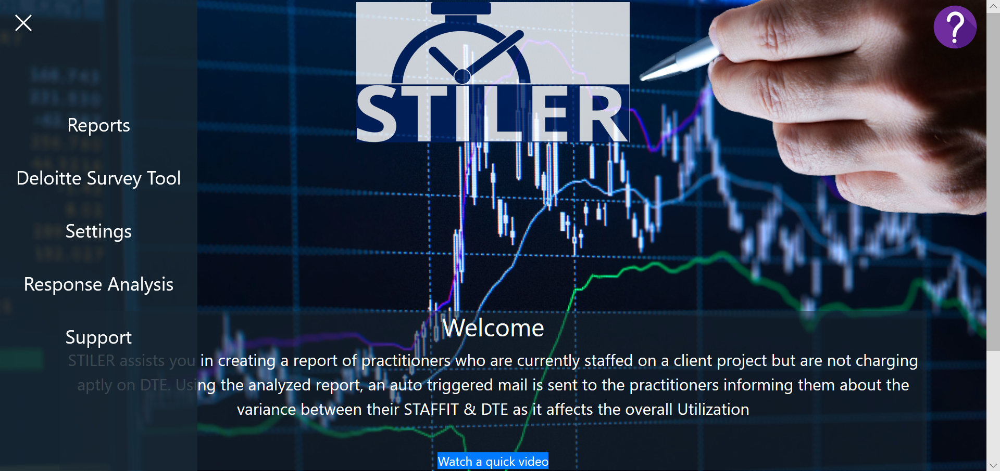 STILER
?
Reports
Deloitte Survey Tool
Settings
Response Analysis
Support
Welcome
STILER assists you in creating a report of practitioners who are currently staffed on a client project but are not charging
aptly on DTE. Using the analyzed report, an auto triggered mail is sent to the practitioners informing them about the
variance between their STAFFIT & DTE as it affects the overall Utilization
Watch a quick video